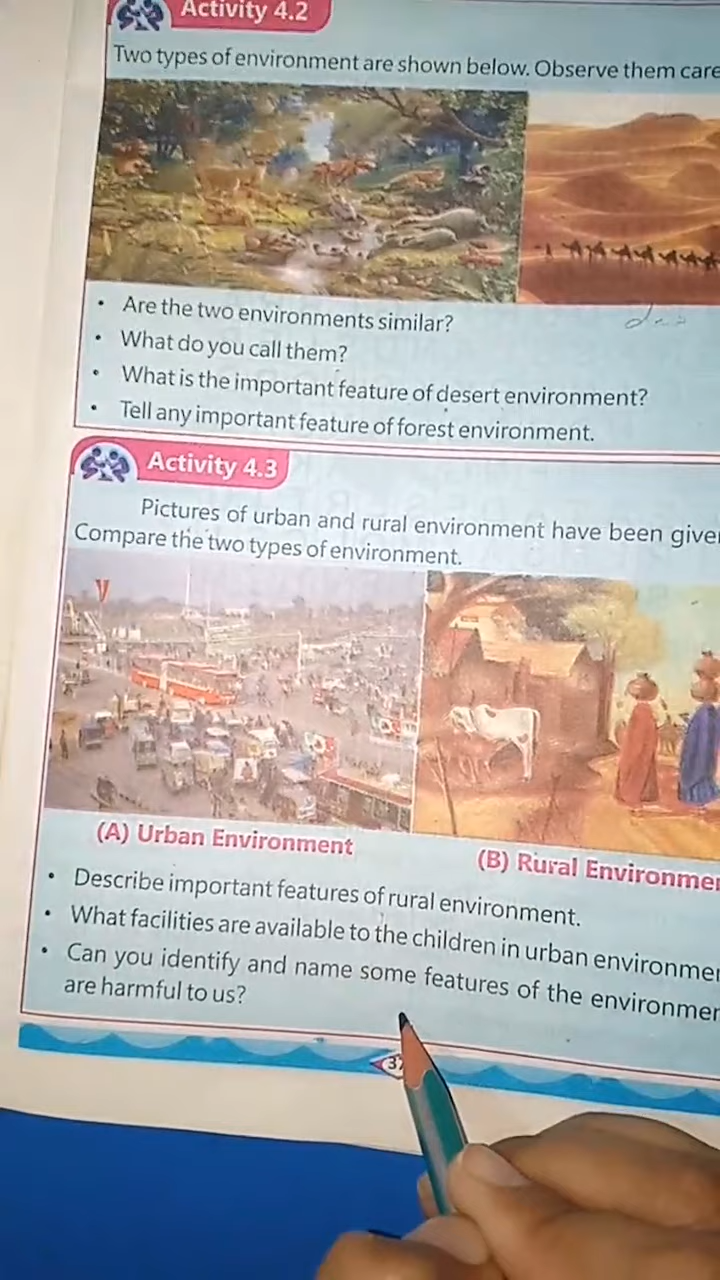 Activity 4.2
Two types of environment are shown below. Observe them care
• Are the two environments similar?
• What do you call them?
• What is the important feature of desert environment?
• Tell any important feature of forest environment.
Activity 4.3
Pictures of urban and rural environment have been give
Compare the two types of environment.
(A) Urban Environment
(B) Rural Environme
• Describe important features of rural environment.
• What facilities are available to the children in urban environme
• Can you identify and name some features of the environme
are harmful to us?
37